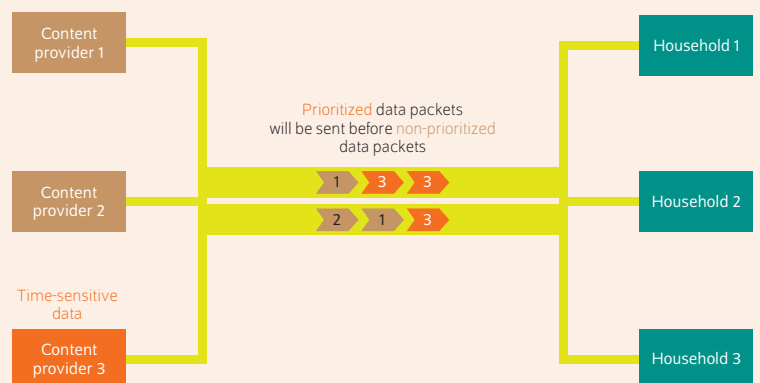 Content
provider 1
Household 1
Prioritized data packets
will be sent before non-prioritized
data packets
1 3 3
Content
provider 2
Household 2
2 1 3
Time-sensitive
data
Content
provider 3
Household 3